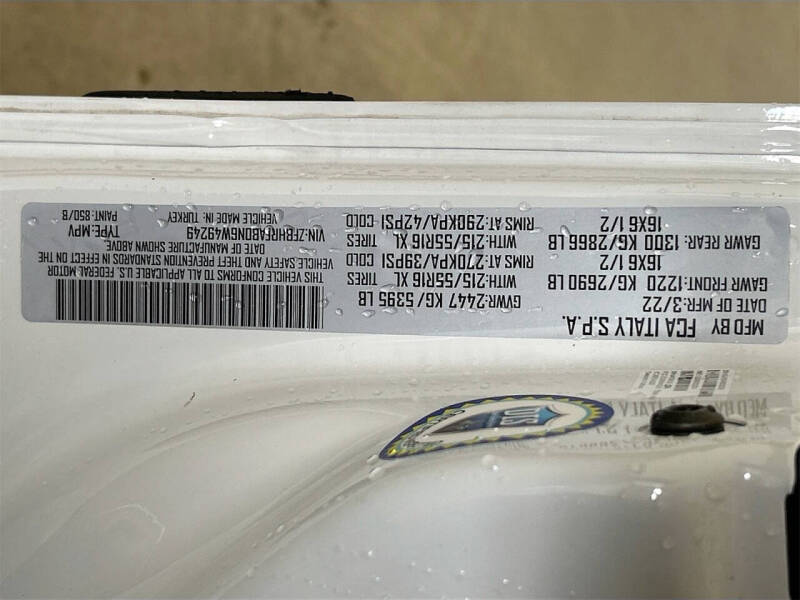 MFD BY FCA ITALY S.P.A.
DATE OF MFR: 3/22
GAWR FRONT:1220 KG/2690 LB
16X6 1/2
GAWR REAR: 1300 KG/2866 LB
16X6 1/2
GVWR:2447 KG/ 5395 LB
WITH:215/55R16 XL TIRES
RIMS AT:270KPA/39PSI COLD
WITH:215/55R16 XL TIRES
RIMS AT:290KPA/42PSI COLD
THIS VEHICLE CONFORMS TO ALL APPLICABLE U.S. FEDERAL MOTOR
VEHICLE SAFETY AND THEFT PREVENTION STANDARDS IN EFFECT ON THE
DATE OF MANUFACTURE SHOWN ABOVE
VIN:ZFBHRFAB0N6W49249 TYPE: MPV
VEHICLE MADE IN: TURKEY PAINT: 850/B